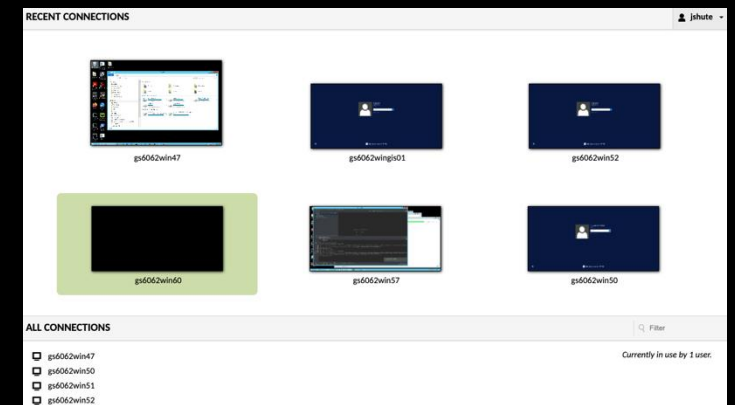 RECENT CONNECTIONS
jshute
gs6062win47
gs6062wingis01
gs6062win52
gs6062win60
gs6062win57
gs6062win50
ALL CONNECTIONS
Filter
gs6062win47
Currently in use by 1 user.
gs6062win50
gs6062win51
gs6062win52